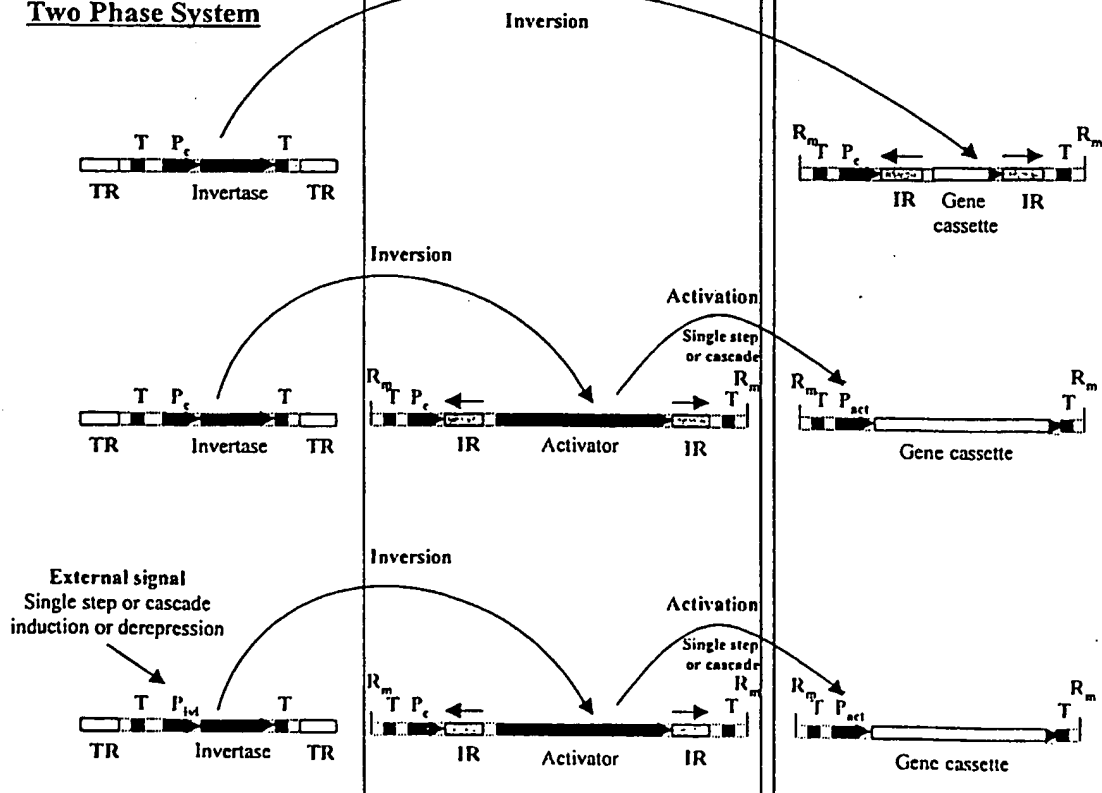 Two Phase System
Inversion
T P_c T
TR Invertase TR
R_m T P_c T R_m
IR Gene cassette IR
Inversion
Activation
Single step
or cascade
T P_c T
TR Invertase TR
R_m T P_c T R_m
IR Activator IR
R_m T P_act T R_m
Gene cassette
Inversion
External signal
Single step or cascade
induction or derepression
Activation
Single step
or cascade
T T
TR Invertase TR
R_m T P_c T R_m
IR Activator IR
R_m T P_act T R_m
Gene cassette